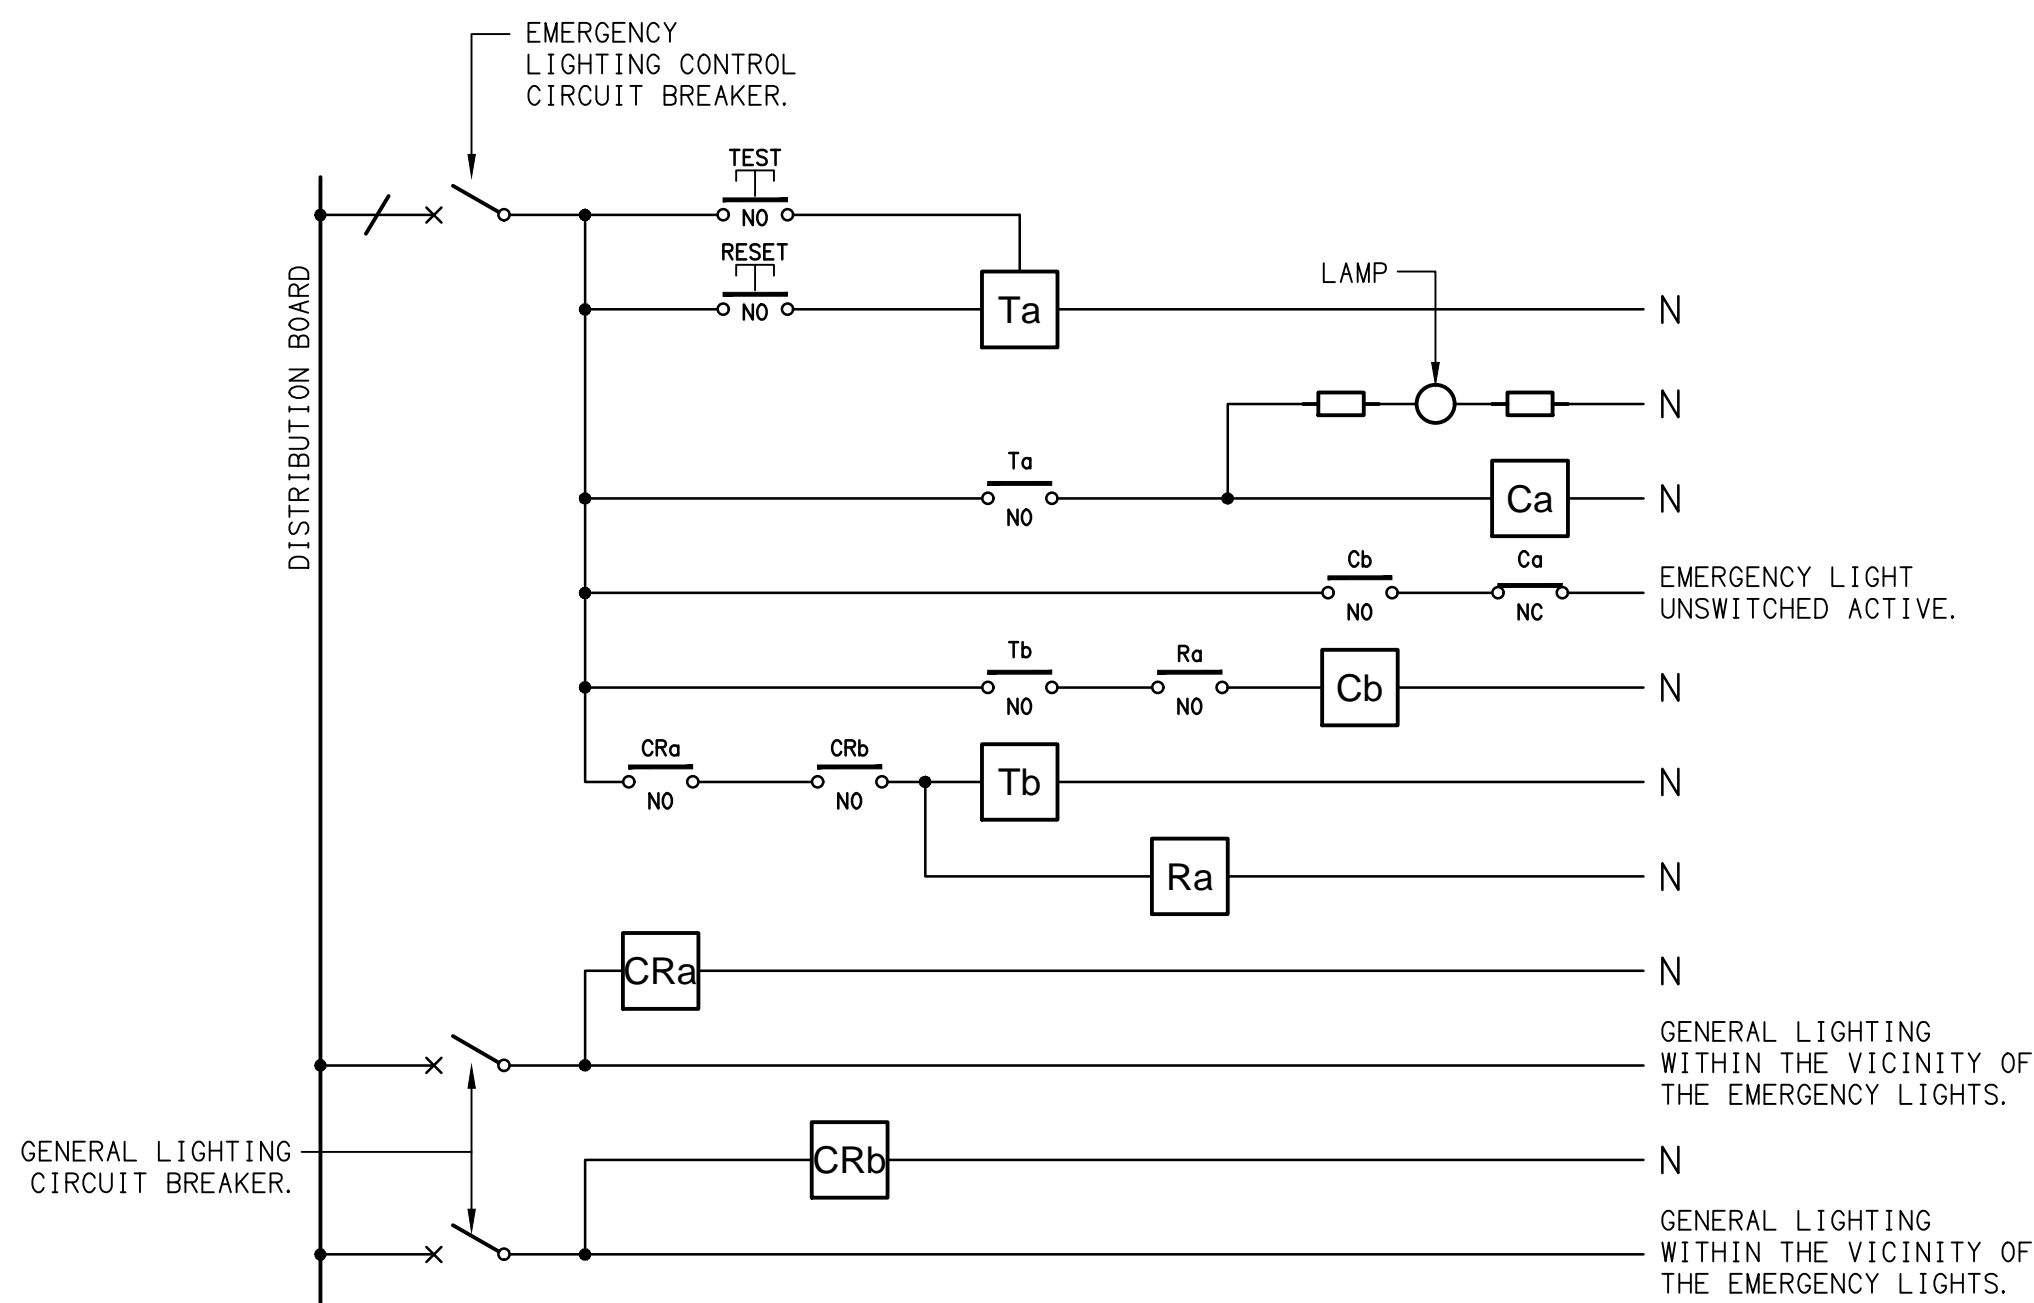 EMERGENCY
LIGHTING CONTROL
CIRCUIT BREAKER.
TEST
NO
RESET
NO
DISTRIBUTION BOARD
Ta
N
LAMP
N
Ta
NO
Ca
N
Cb
NO
Ca
NC
EMERGENCY LIGHT
UNSWITCHED ACTIVE.
Tb
NO
Ra
NO
Cb
N
CRa
NO
CRb
NO
Tb
N
Ra
N
CRa
N
GENERAL LIGHTING
WITHIN THE VICINITY OF
THE EMERGENCY LIGHTS.
GENERAL LIGHTING
CIRCUIT BREAKER.
CRb
N
GENERAL LIGHTING
WITHIN THE VICINITY OF
THE EMERGENCY LIGHTS.